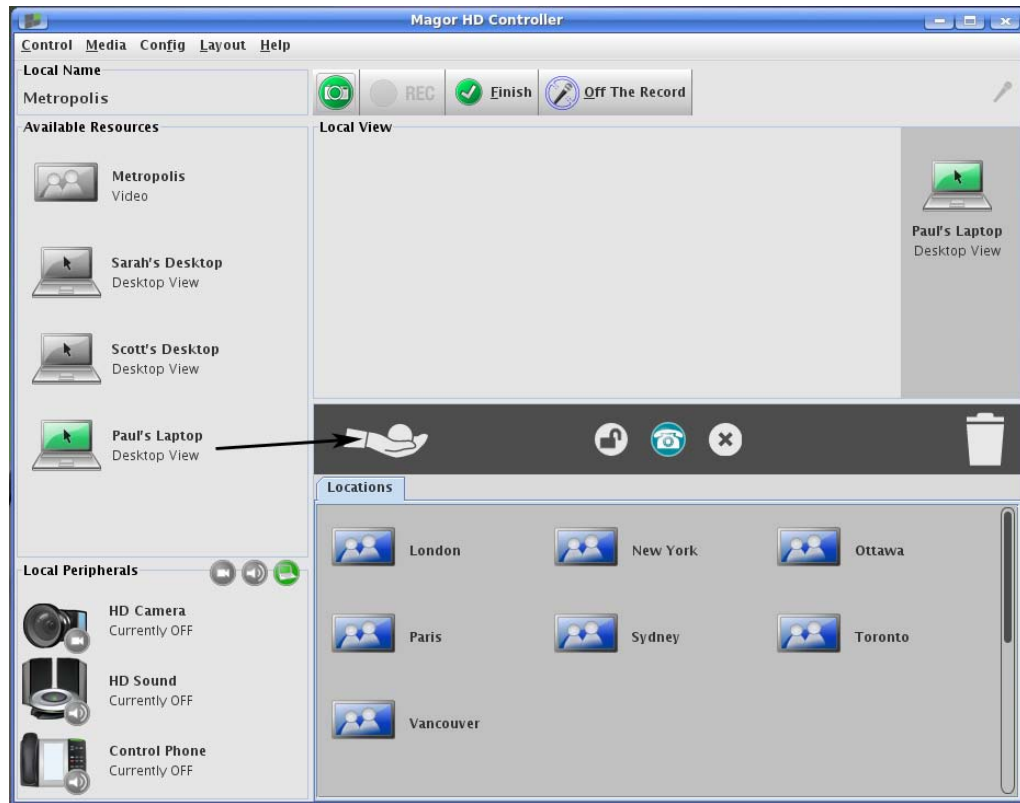 Magor HD Controller
Control Media Config Layout Help
Local Name
Metropolis
REC Finish Off The Record
Available Resources
Metropolis
Video
Sarah's Desktop
Desktop View
Scott's Desktop
Desktop View
Paul's Laptop
Desktop View
Local View
Paul's Laptop
Desktop View
Locations
London New York Ottawa
Paris Sydney Toronto
Vancouver
Local Peripherals
HD Camera
Currently OFF
HD Sound
Currently OFF
Control Phone
Currently OFF